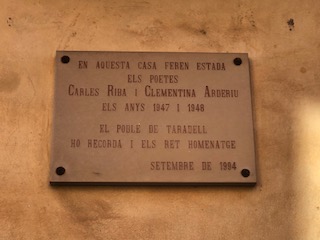 EN AQUESTA CASA FEREN ESTADA
ELS POETES
CARLES RIBA I CLEMENTINA ARDERIU
ELS ANYS 1947 I 1948
EL POBLE DE TARADELL
HO RECORDA I ELS RET HOMENATGE
SETEMBRE DE 1994